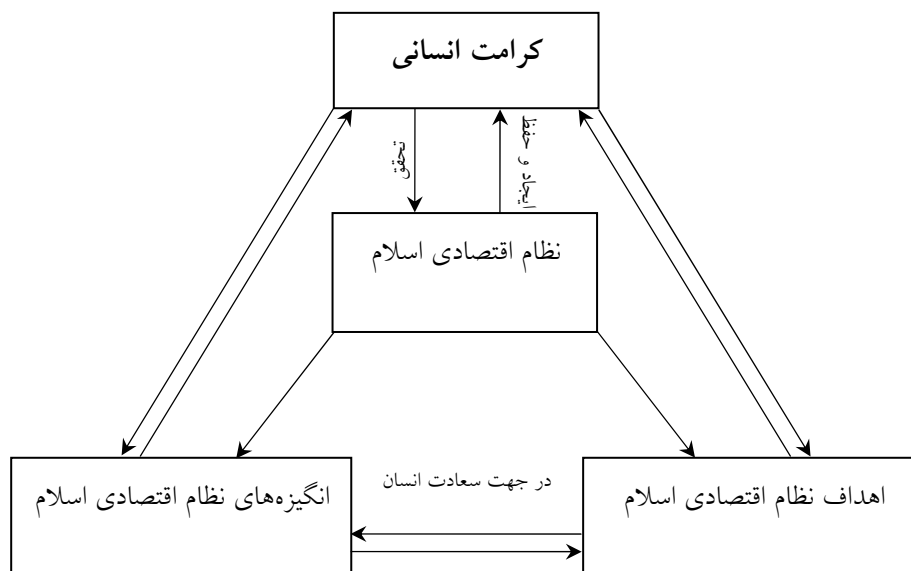 کرامت انسانی
تحقق
ایجاد و حفظ
نظام اقتصادی اسلام
در جهت سعادت انسان
اهداف نظام اقتصادی اسلام
انگیزه‌های نظام اقتصادی اسلام